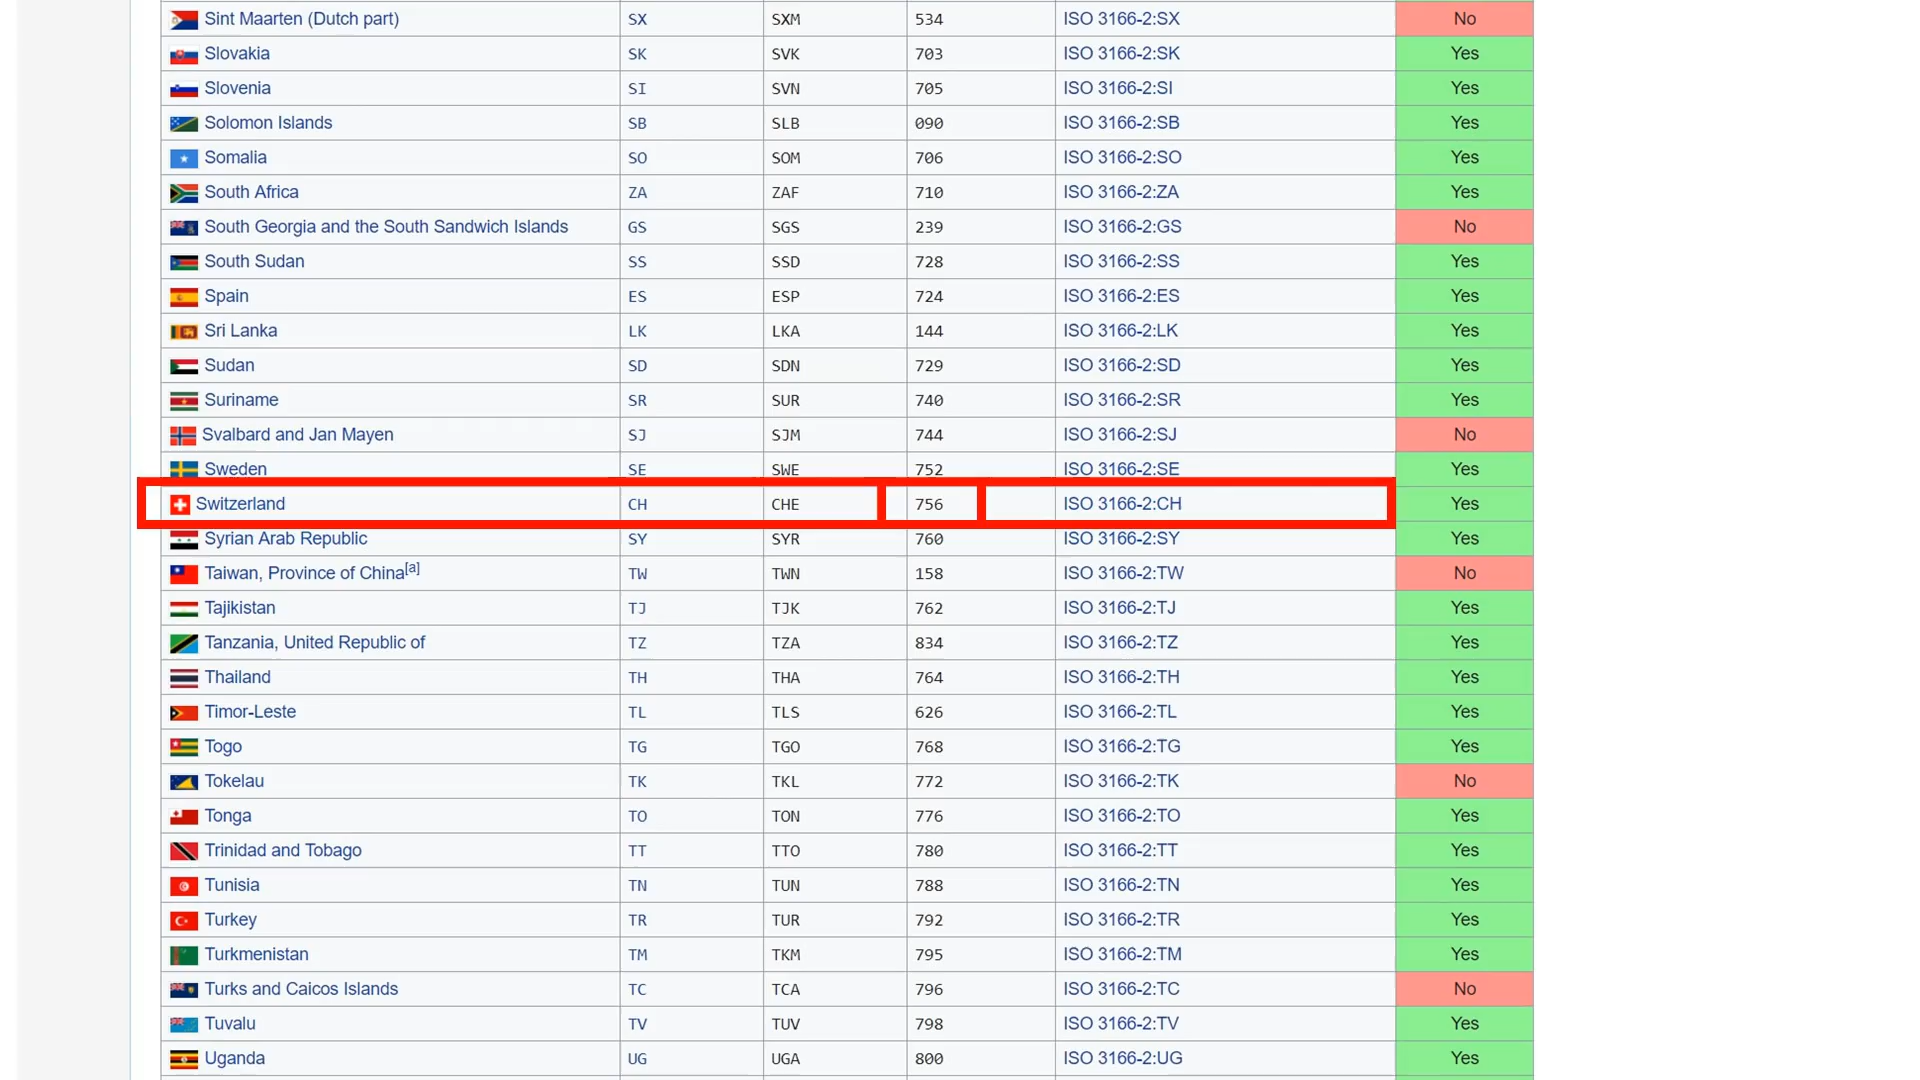 Sint Maarten (Dutch part) SX SXM 534 ISO 3166-2:SX No
Slovakia SK SVK 703 ISO 3166-2:SK Yes
Slovenia SI SVN 705 ISO 3166-2:SI Yes
Solomon Islands SB SLB 090 ISO 3166-2:SB Yes
Somalia SO SOM 706 ISO 3166-2:SO Yes
South Africa ZA ZAF 710 ISO 3166-2:ZA Yes
South Georgia and the South Sandwich Islands GS SGS 239 ISO 3166-2:GS No
South Sudan SS SSD 728 ISO 3166-2:SS Yes
Spain ES ESP 724 ISO 3166-2:ES Yes
Sri Lanka LK LKA 144 ISO 3166-2:LK Yes
Sudan SD SDN 729 ISO 3166-2:SD Yes
Suriname SR SUR 740 ISO 3166-2:SR Yes
Svalbard and Jan Mayen SJ SJM 744 ISO 3166-2:SJ No
Sweden SE SWE 752 ISO 3166-2:SE Yes
Switzerland CH CHE 756 ISO 3166-2:CH Yes
Syrian Arab Republic SY SYR 760 ISO 3166-2:SY Yes
Taiwan, Province of China[a] TW TWN 158 ISO 3166-2:TW No
Tajikistan TJ TJK 762 ISO 3166-2:TJ Yes
Tanzania, United Republic of TZ TZA 834 ISO 3166-2:TZ Yes
Thailand TH THA 764 ISO 3166-2:TH Yes
Timor-Leste TL TLS 626 ISO 3166-2:TL Yes
Togo TG TGO 768 ISO 3166-2:TG Yes
Tokelau TK TKL 772 ISO 3166-2:TK No
Tonga TO TON 776 ISO 3166-2:TO Yes
Trinidad and Tobago TT TTO 780 ISO 3166-2:TT Yes
Tunisia TN TUN 788 ISO 3166-2:TN Yes
Turkey TR TUR 792 ISO 3166-2:TR Yes
Turkmenistan TM TKM 795 ISO 3166-2:TM Yes
Turks and Caicos Islands TC TCA 796 ISO 3166-2:TC No
Tuvalu TV TUV 798 ISO 3166-2:TV Yes
Uganda UG UGA 800 ISO 3166-2:UG Yes